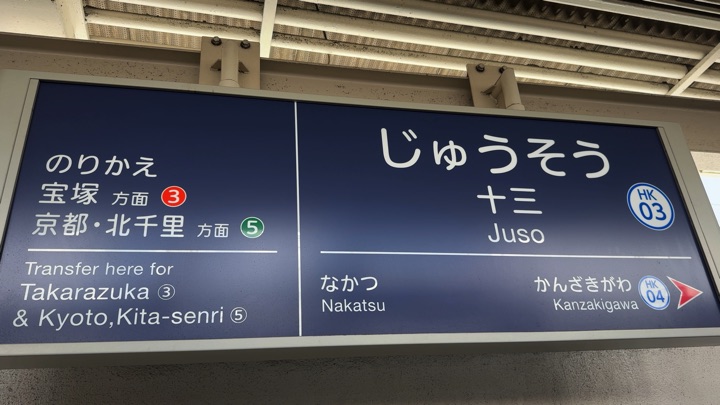 のりかえ
宝塚 方面 3
京都・北千里 方面 5
Transfer here for
Takarazuka ③
& Kyoto,Kita-senri ⑤
じゅうそう
十三
Juso
HK
03
なかつ
Nakatsu
かんざきがわ
Kanzakigawa
HK
04